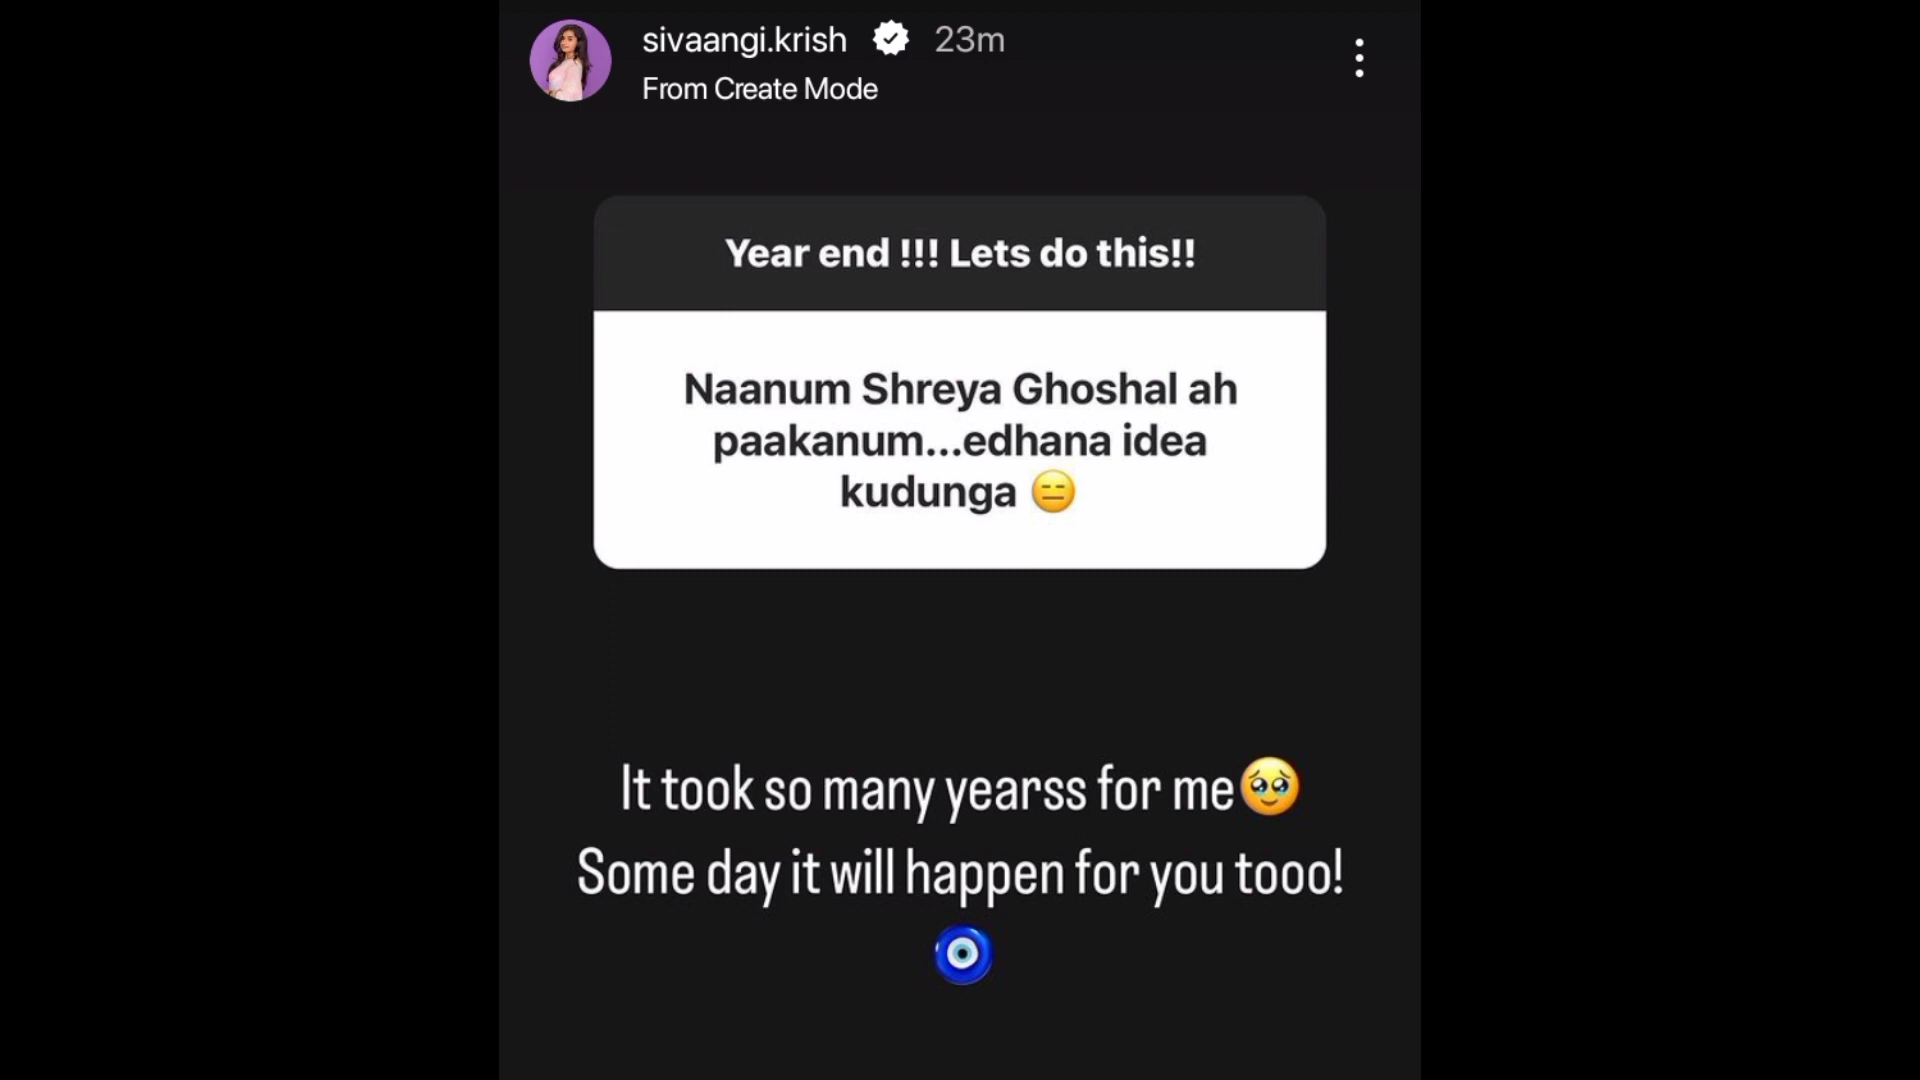 sivaangi.krish 23m
From Create Mode
Year end !!! Lets do this!!
Naanum Shreya Ghoshal ah
paakanum...edhana idea
kudunga 😑
It took so many yearss for me🥹
Some day it will happen for you tooo!
🧿